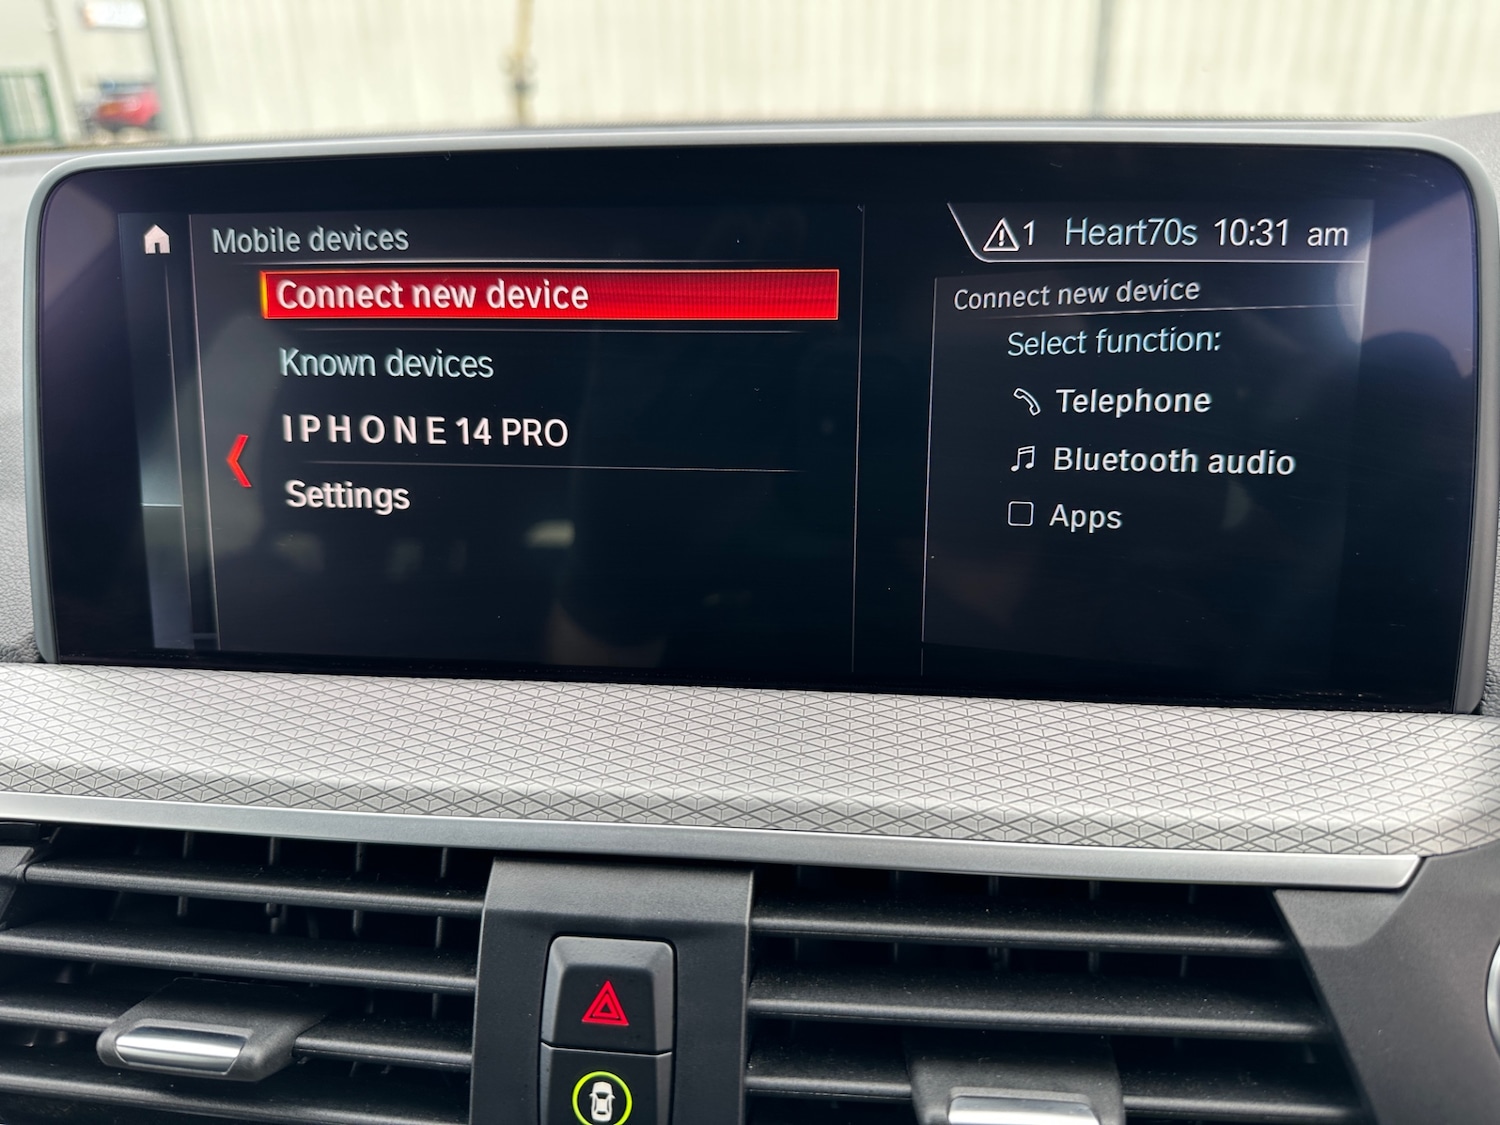 Mobile devices
Connect new device
Known devices
IPHONE 14 PRO
Settings
1 Heart70s 10:31 am
Connect new device
Select function:
Telephone
Bluetooth audio
Apps